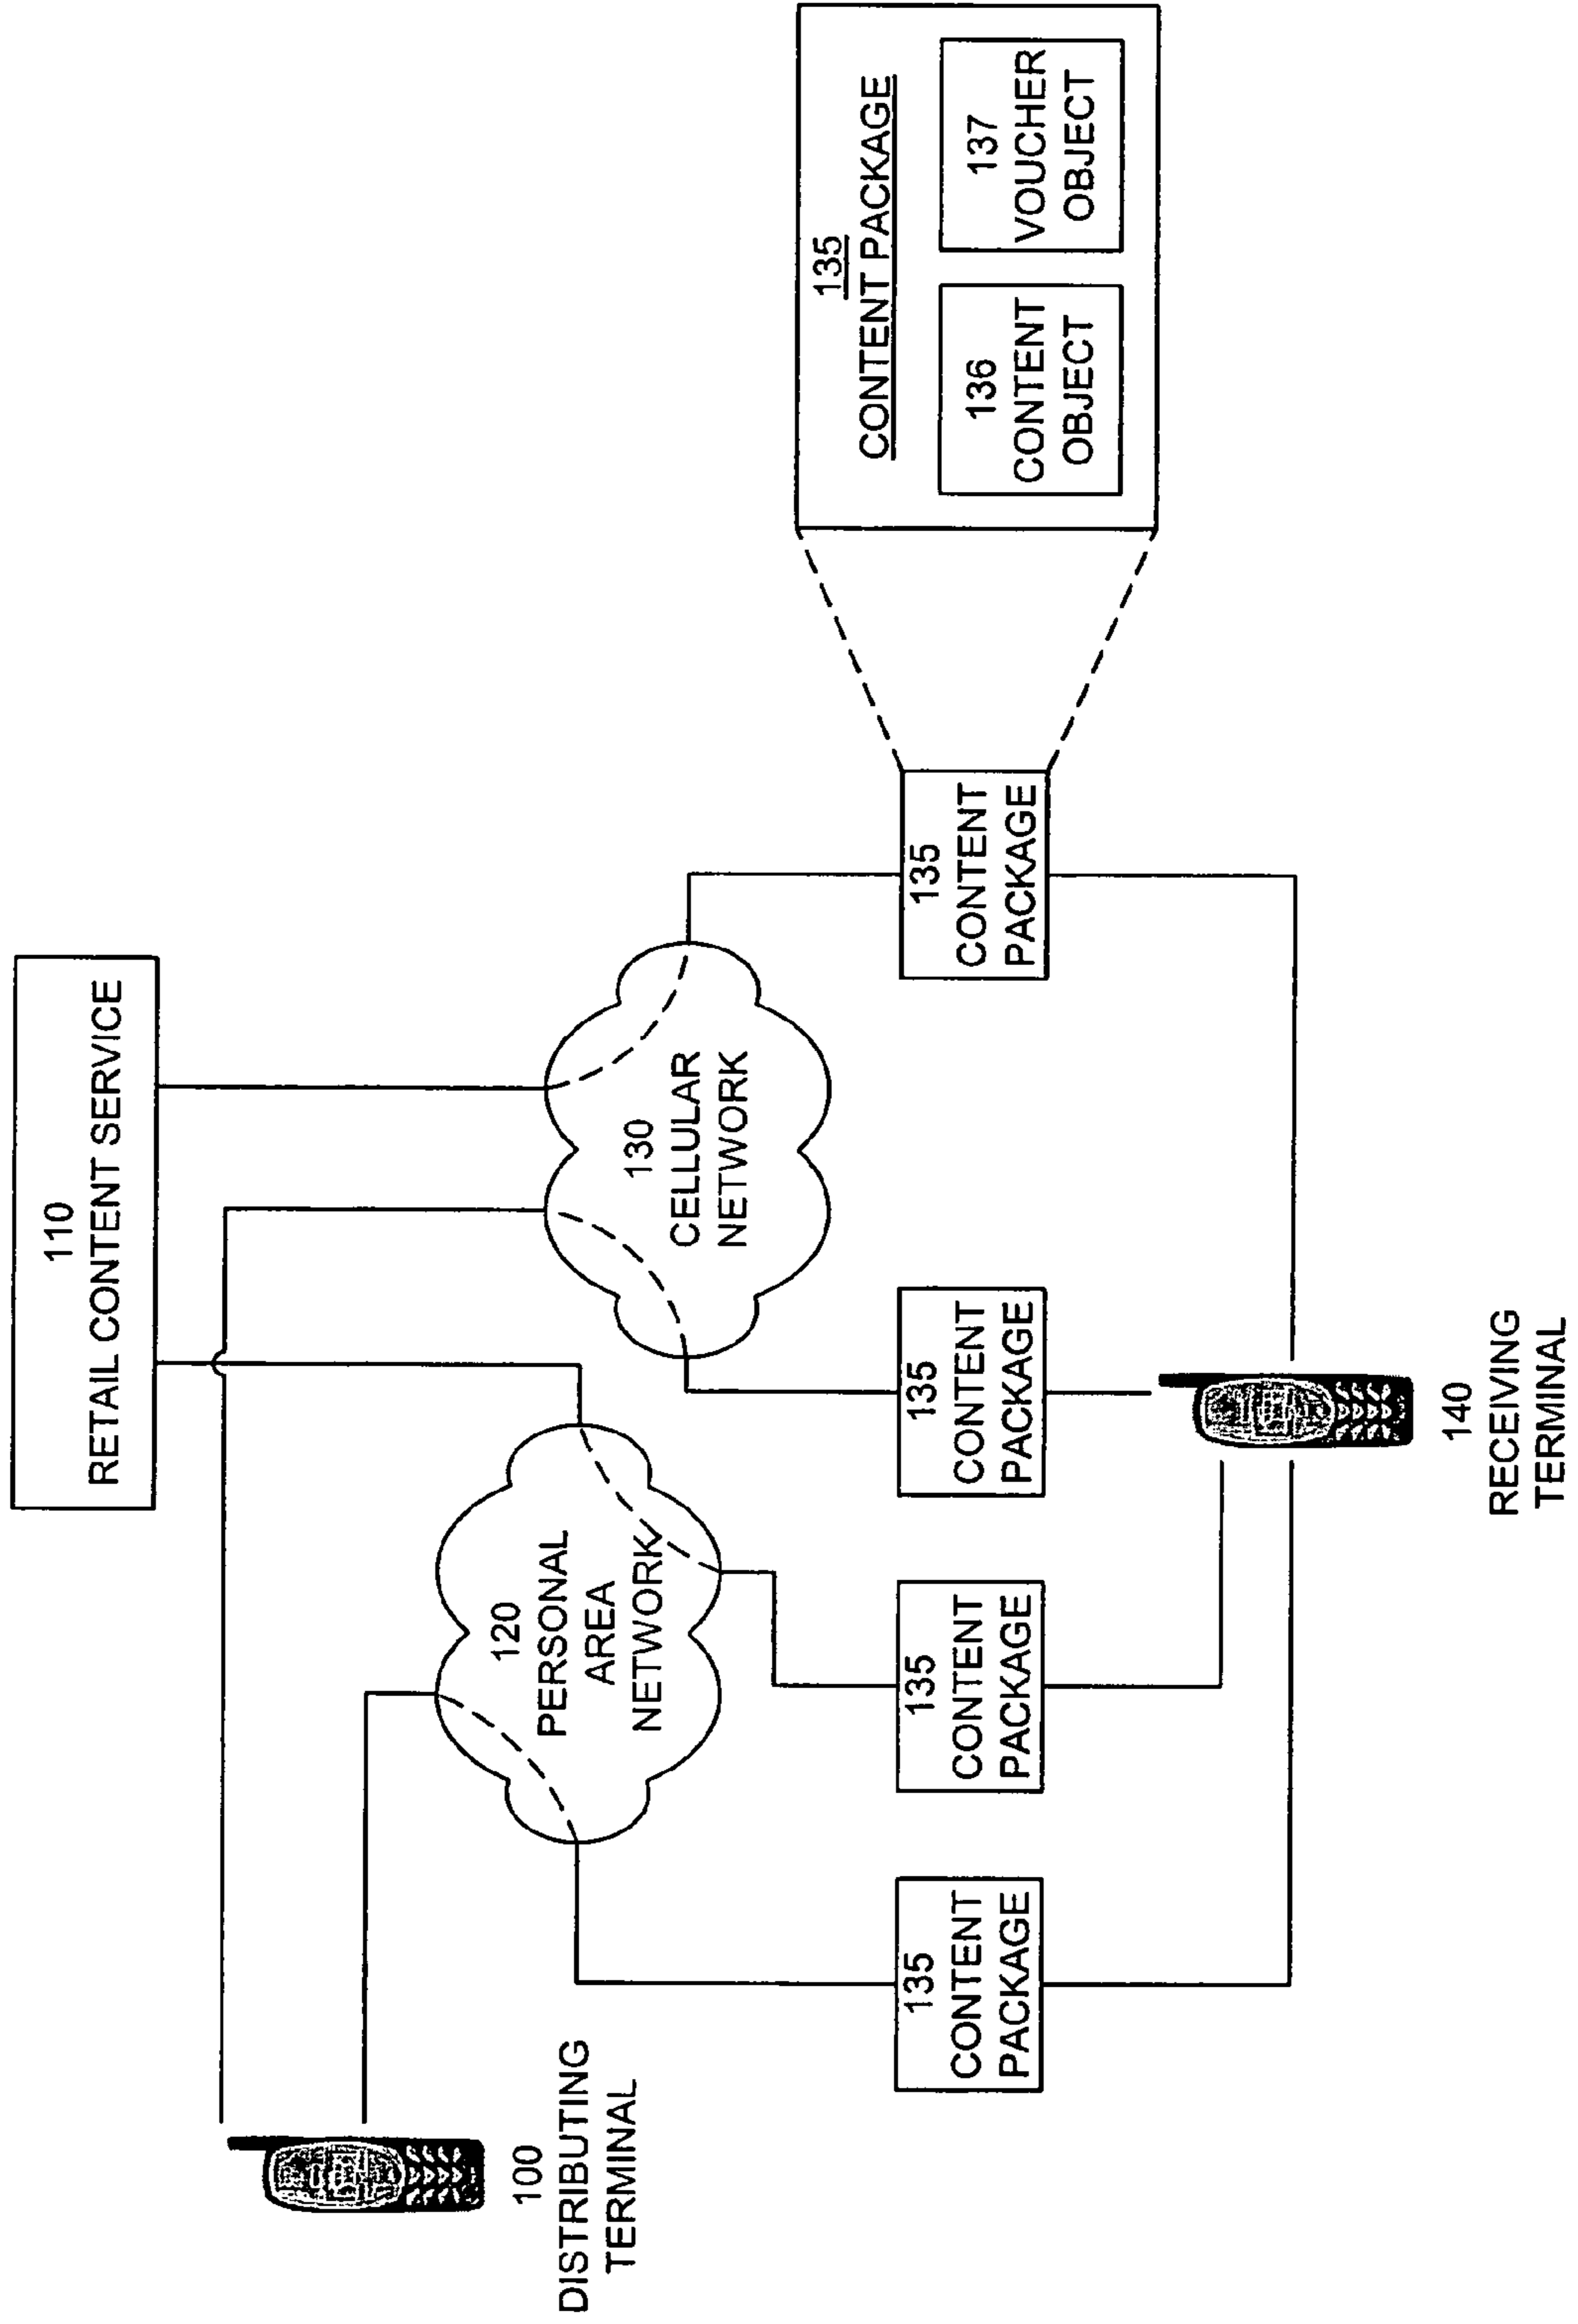 110
RETAIL CONTENT SERVICE
100
DISTRIBUTING
TERMINAL
120
PERSONAL
AREA
NETWORK
130
CELLULAR
NETWORK
135
CONTENT
PACKAGE
135
CONTENT
PACKAGE
135
CONTENT
PACKAGE
135
CONTENT
PACKAGE
135
CONTENT PACKAGE
136
CONTENT
OBJECT
137
VOUCHER
OBJECT
140
RECEIVING
TERMINAL